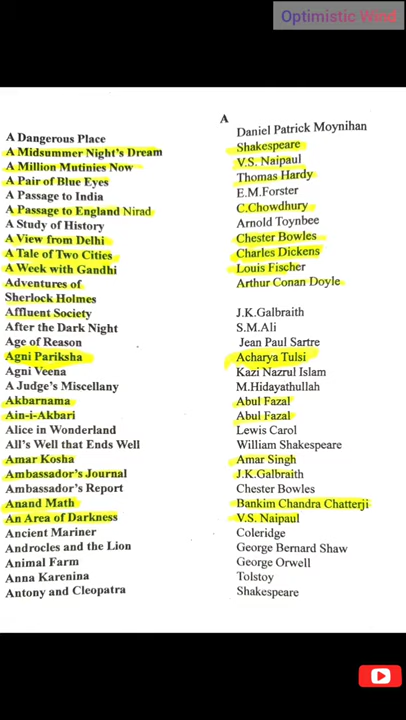 Optimistic Wind
A
A Dangerous Place Daniel Patrick Moynihan
A Midsummer Night's Dream Shakespeare
A Million Mutinies Now V.S. Naipaul
A Pair of Blue Eyes Thomas Hardy
A Passage to India E.M.Forster
A Passage to England Nirad C.Chowdhury
A Study of History Arnold Toynbee
A View from Delhi Chester Bowles
A Tale of Two Cities Charles Dickens
A Week with Gandhi Louis Fischer
Adventures of Arthur Conan Doyle
Sherlock Holmes
Affluent Society J.K.Galbraith
After the Dark Night S.M.Ali
Age of Reason Jean Paul Sartre
Agni Pariksha Acharya Tulsi
Agni Veena Kazi Nazrul Islam
A Judge's Miscellany M.Hidayathullah
Akbarnama Abul Fazal
Ain-i-Akbari Abul Fazal
Alice in Wonderland Lewis Carol
All's Well that Ends Well William Shakespeare
Amar Kosha Amar Singh
Ambassador's Journal J.K.Galbraith
Ambassador's Report Chester Bowles
Anand Math Bankim Chandra Chatterji
An Area of Darkness V.S. Naipaul
Ancient Mariner Coleridge
Androcles and the Lion George Bernard Shaw
Animal Farm George Orwell
Anna Karenina Tolstoy
Antony and Cleopatra Shakespeare